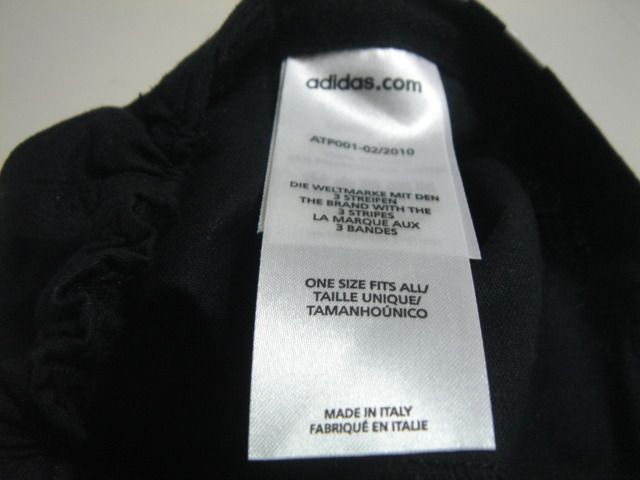 adidas.com
ATP001-02/2010
DIE WELTMARKE MIT DEN
3 STREIFEN
THE BRAND WITH THE
3 STRIPES
LA MARQUE AUX
3 BANDES
ONE SIZE FITS ALL/
TAILLE UNIQUE/
TAMANHOÚNICO
MADE IN ITALY
FABRIQUÉ EN ITALIE